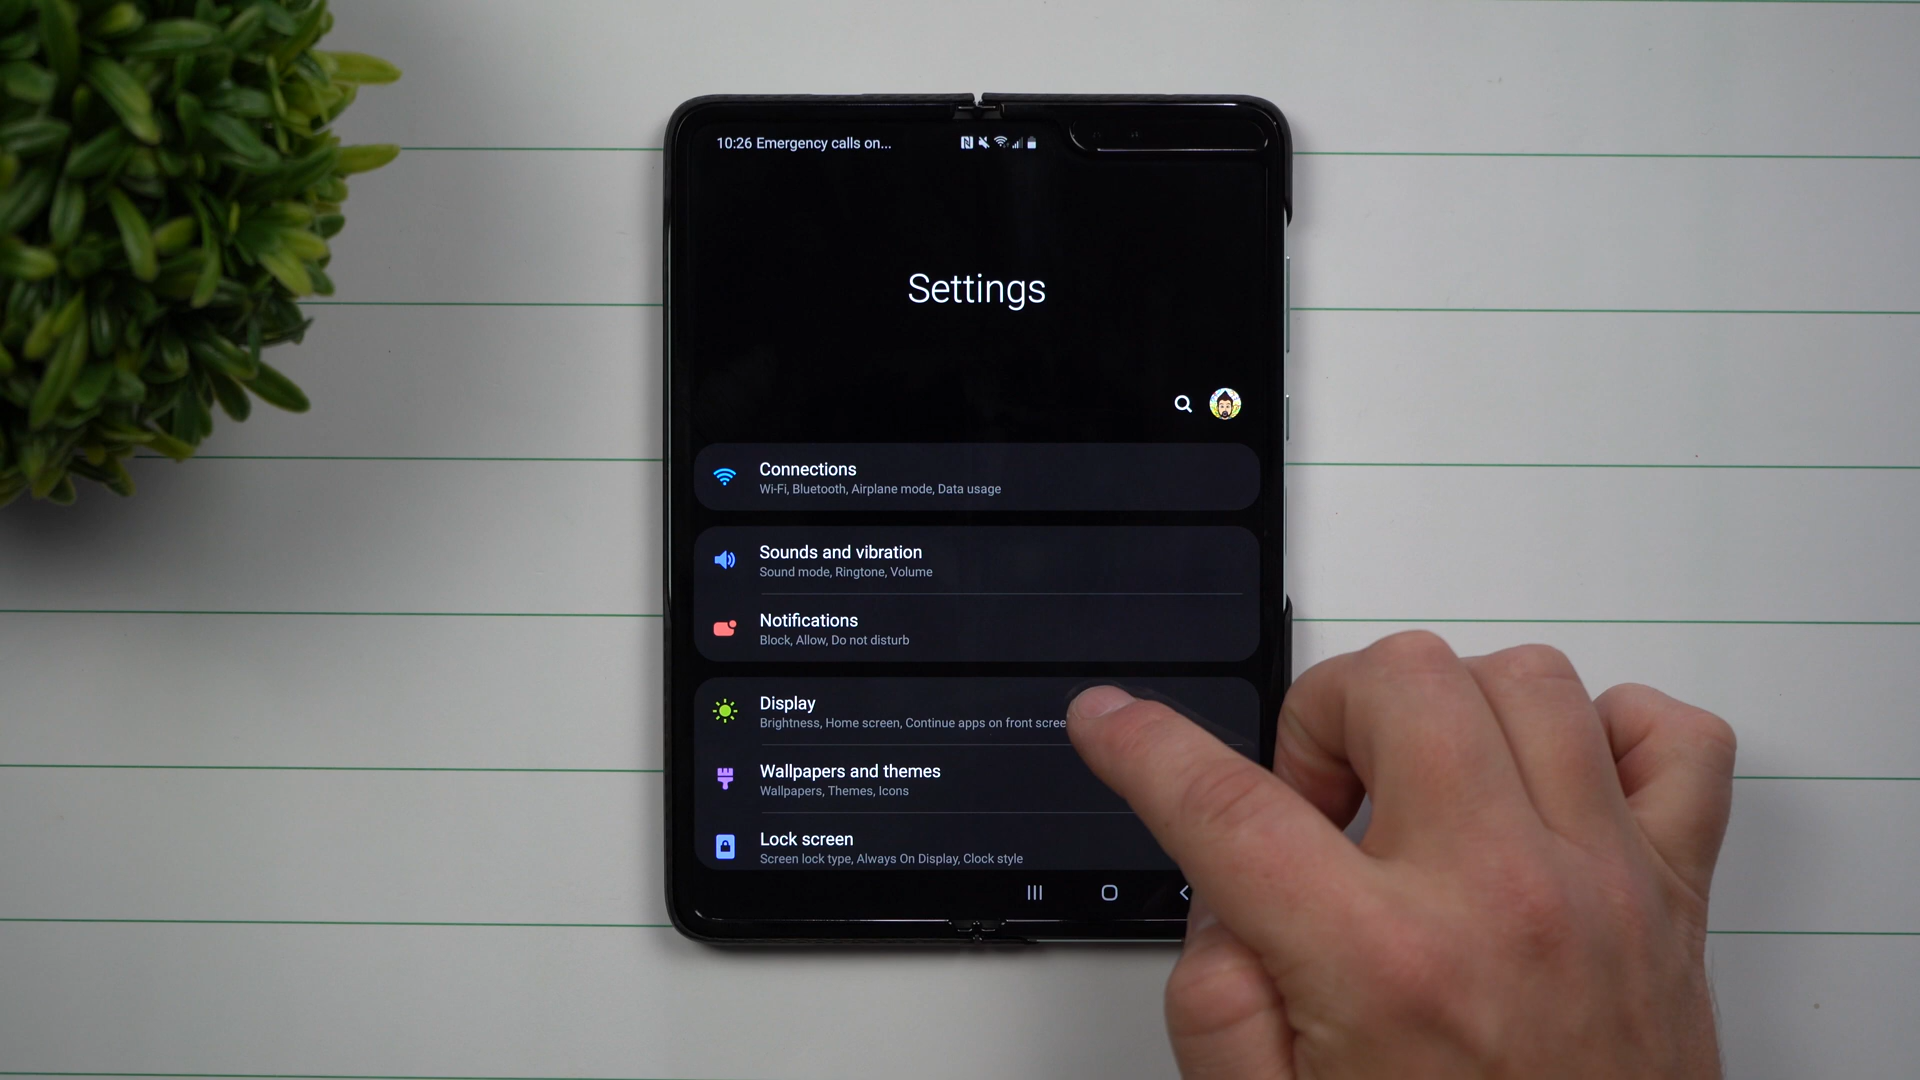 10:26 Emergency calls on...
Settings
Connections
Wi-Fi, Bluetooth, Airplane mode, Data usage
Sounds and vibration
Sound mode, Ringtone, Volume
Notifications
Block, Allow, Do not disturb
Display
Brightness, Home screen, Continue apps on front scree
Wallpapers and themes
Wallpapers, Themes, Icons
Lock screen
Screen lock type, Always On Display, Clock style